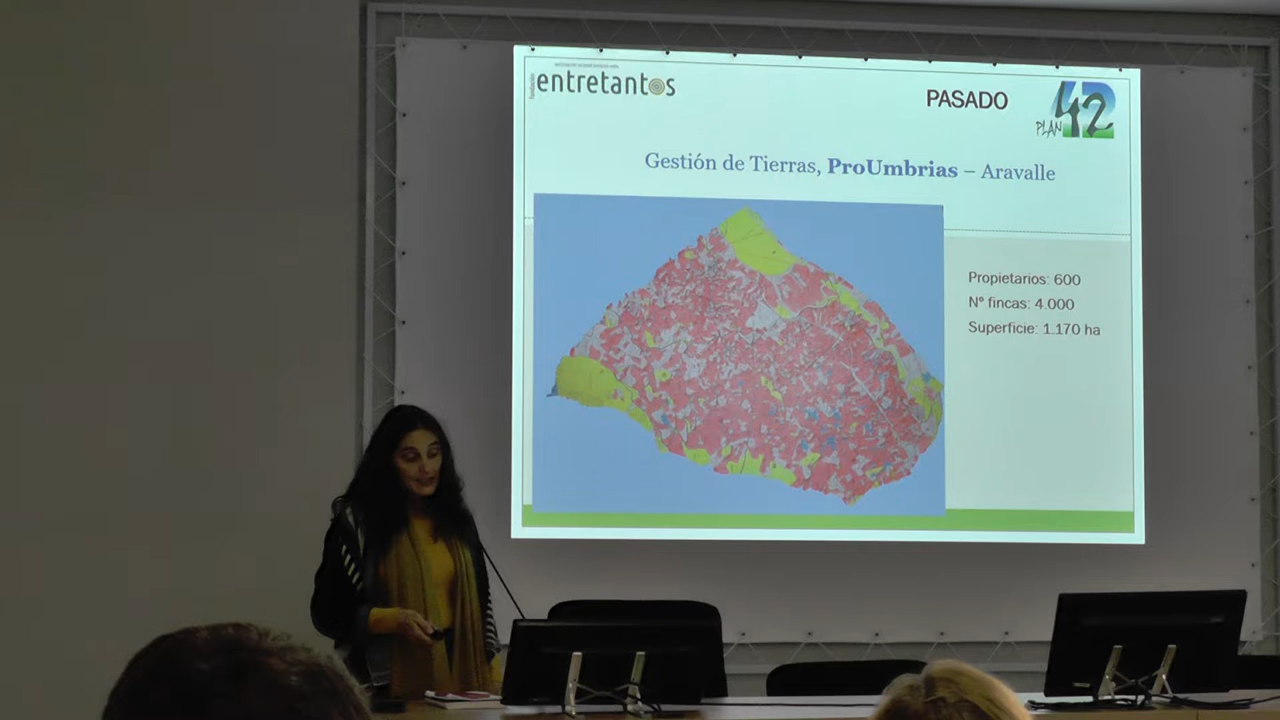 Fundación
entretantos
PASADO
PLAN 42
Gestión de Tierras, ProUmbrias – Aravalle
Propietarios: 600
Nº fincas: 4.000
Superficie: 1.170 ha